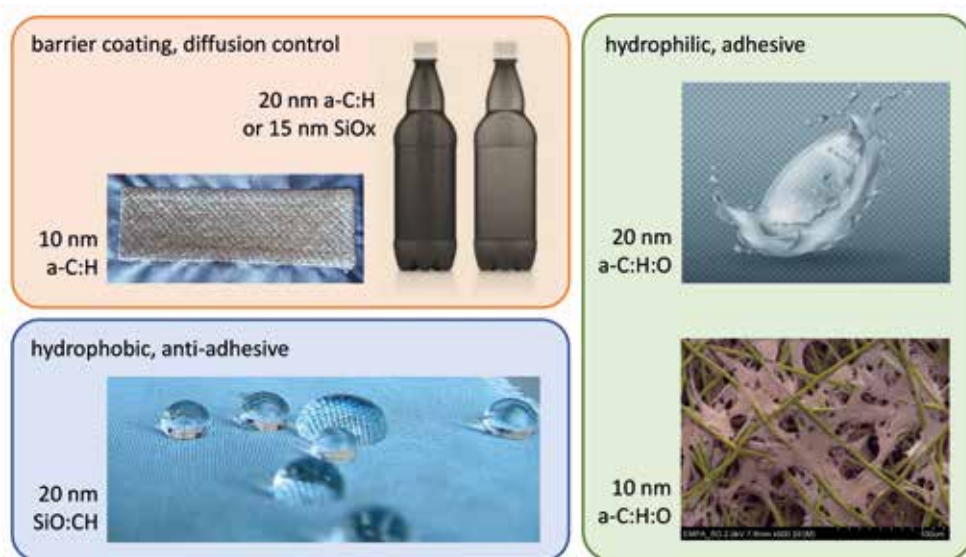 barrier coating, diffusion control
20 nm a-C:H
or 15 nm SiOx
10 nm
a-C:H
hydrophobic, anti-adhesive
20 nm
SiO:CH
hydrophilic, adhesive
20 nm
a-C:H:O
10 nm
a-C:H:O
100um